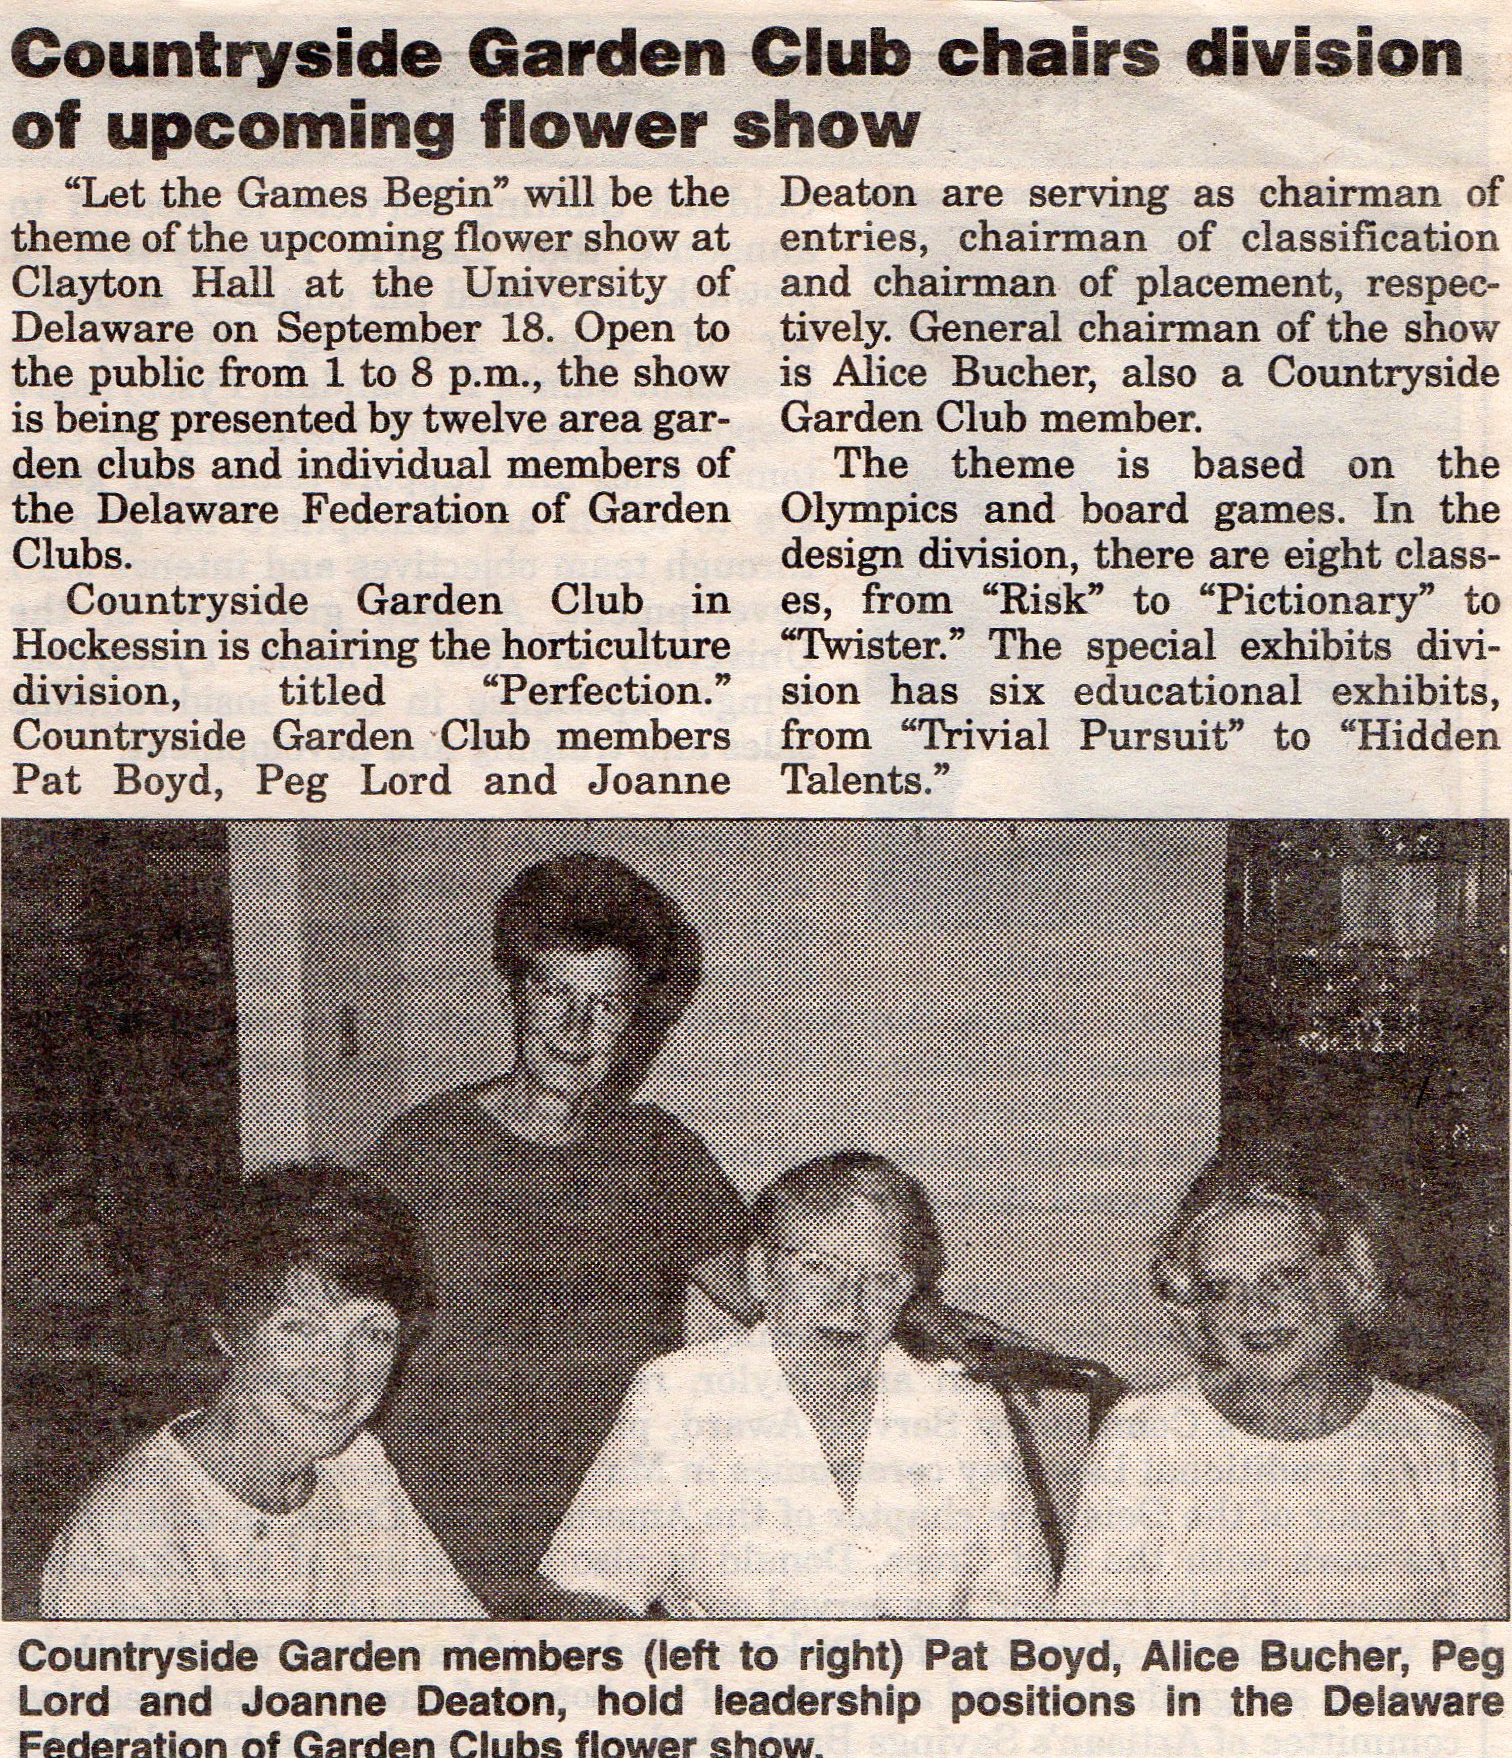 Countryside Garden Club chairs division
of upcoming flower show
“Let the Games Begin” will be the
theme of the upcoming flower show at
Clayton Hall at the University of
Delaware on September 18. Open to
the public from 1 to 8 p.m., the show
is being presented by twelve area gar-
den clubs and individual members of
the Delaware Federation of Garden
Clubs.
Countryside Garden Club in
Hockessin is chairing the horticulture
division, titled “Perfection.”
Countryside Garden Club members
Pat Boyd, Peg Lord and Joanne
Deaton are serving as chairman of
entries, chairman of classification
and chairman of placement, respec-
tively. General chairman of the show
is Alice Bucher, also a Countryside
Garden Club member.
The theme is based on the
Olympics and board games. In the
design division, there are eight class-
es, from “Risk” to “Pictionary” to
“Twister.” The special exhibits divi-
sion has six educational exhibits,
from “Trivial Pursuit” to “Hidden
Talents.”
Countryside Garden members (left to right) Pat Boyd, Alice Bucher, Peg
Lord and Joanne Deaton, hold leadership positions in the Delaware
Federation of Garden Clubs flower show.